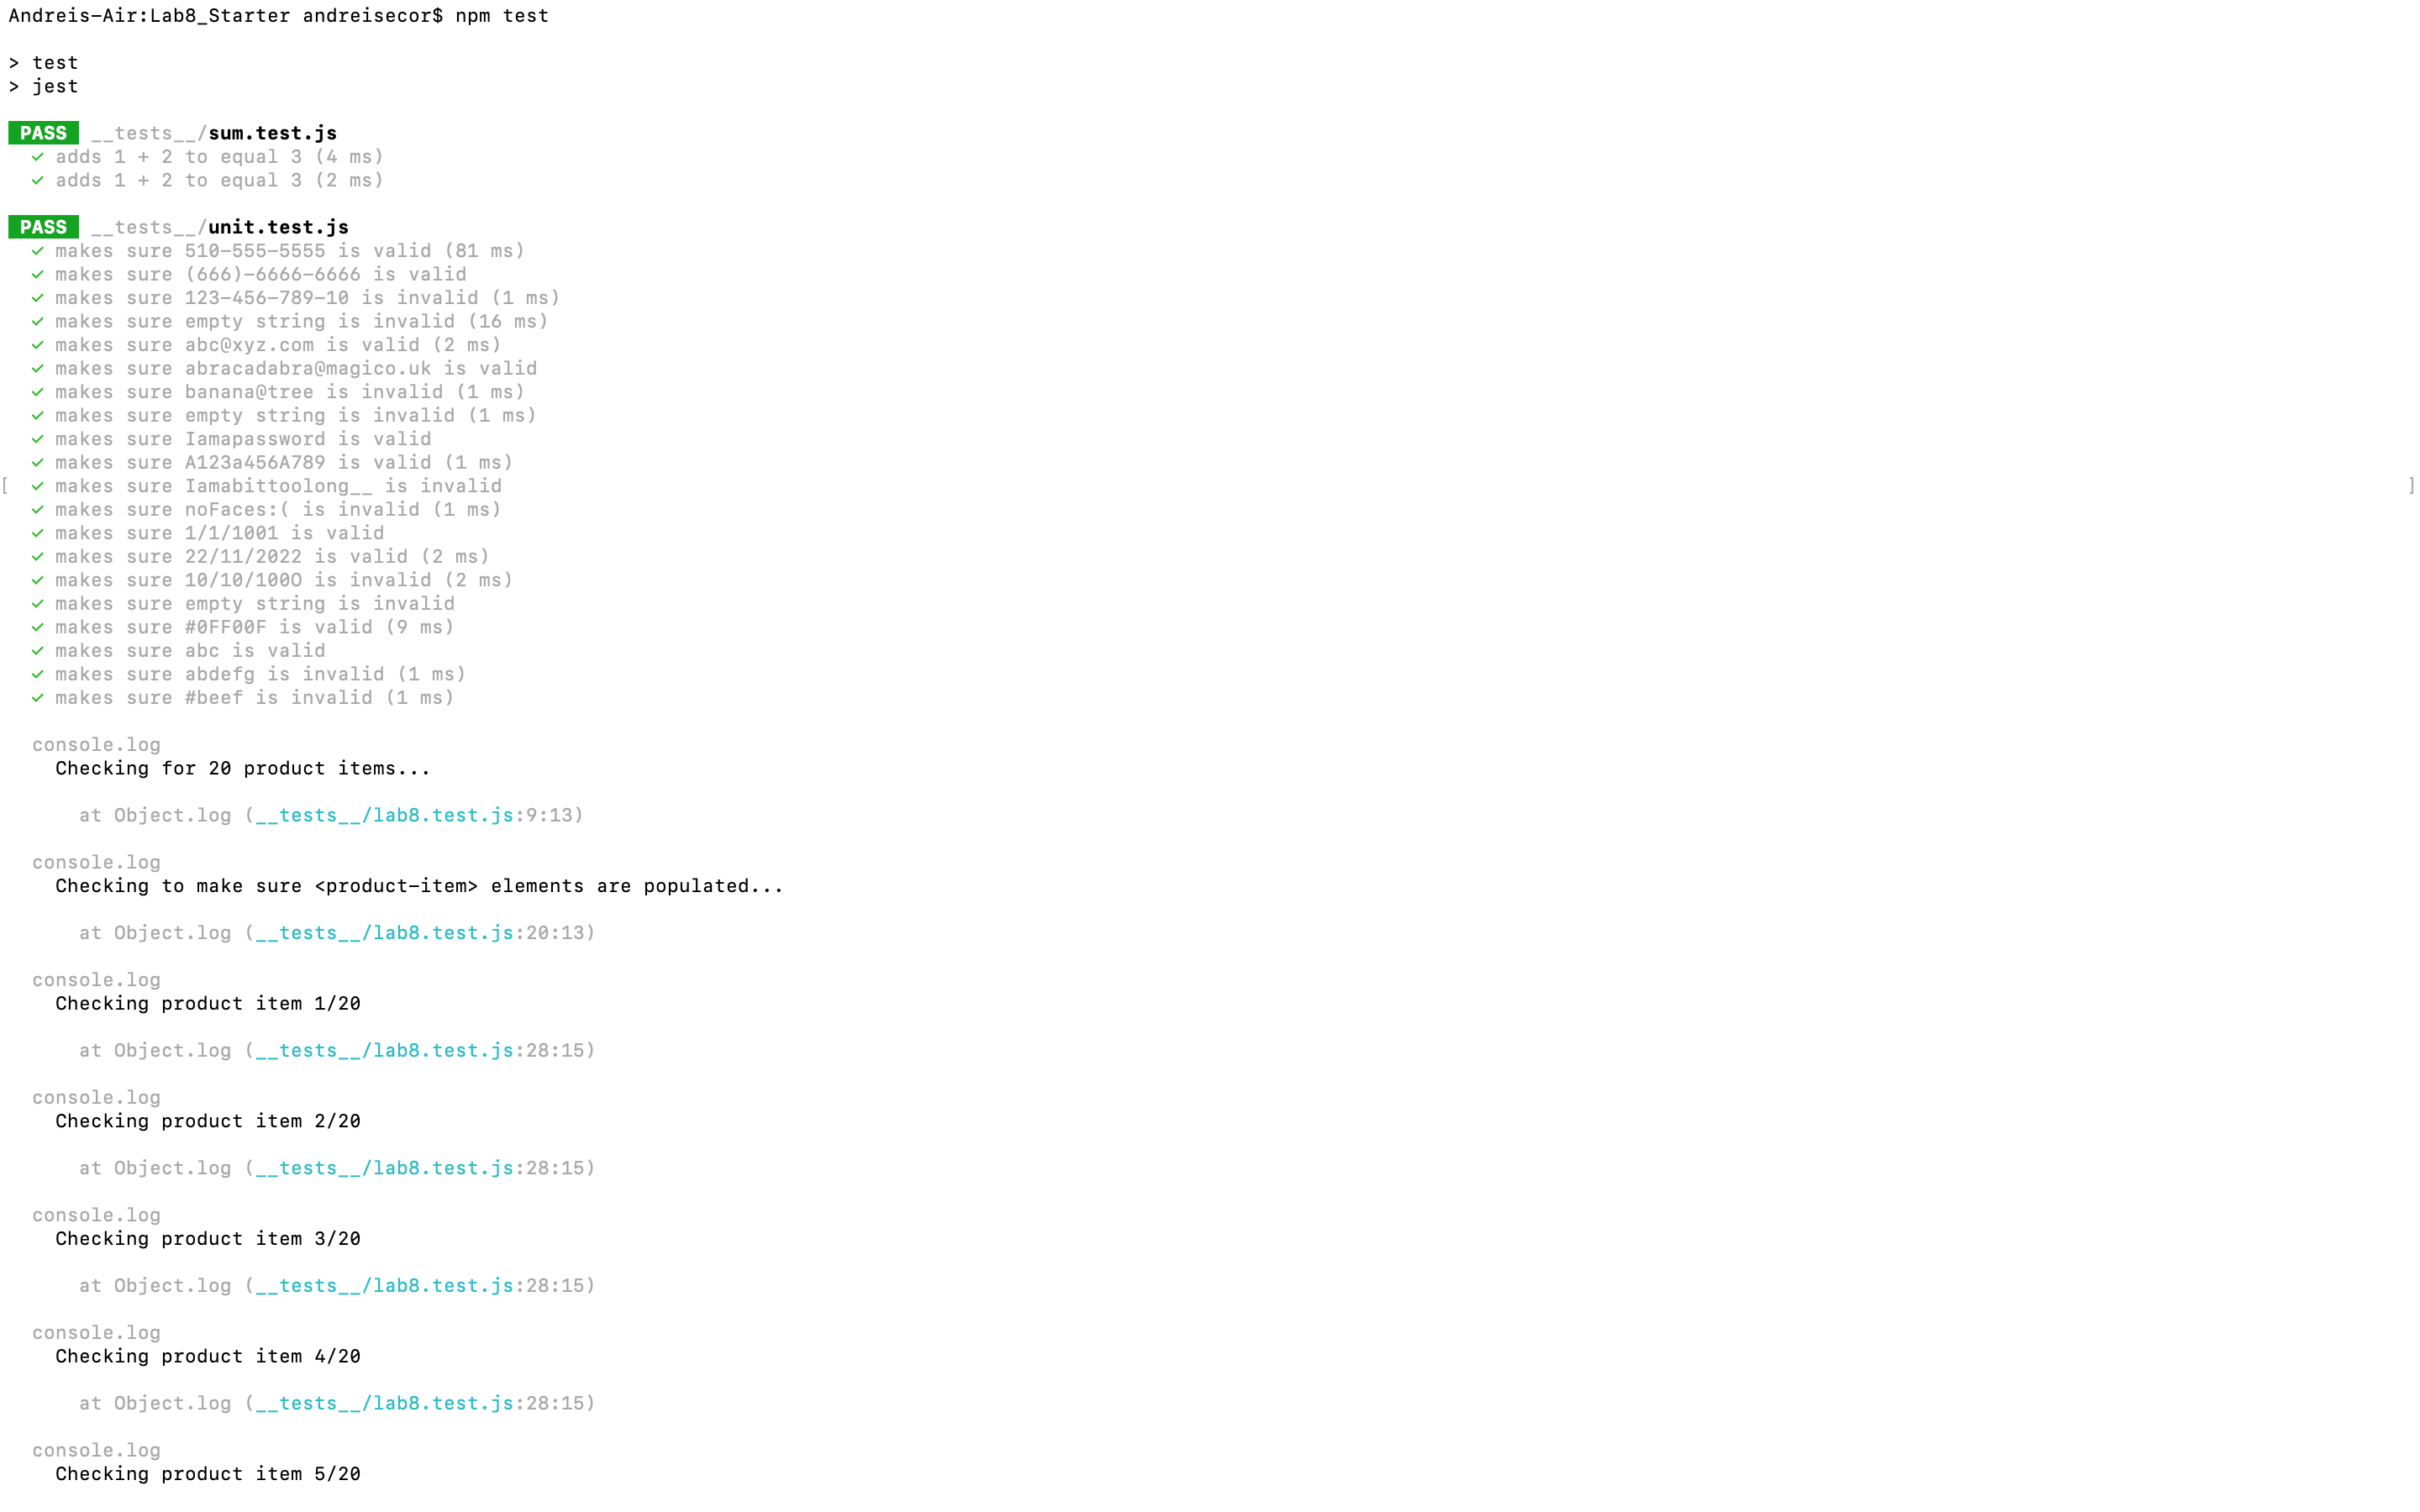 Andreis-Air:Lab8_Starter andreisecor$ npm test
> test
> jest
PASS __tests__/sum.test.js
✓ adds 1 + 2 to equal 3 (4 ms)
✓ adds 1 + 2 to equal 3 (2 ms)
PASS __tests__/unit.test.js
✓ makes sure 510-555-5555 is valid (81 ms)
✓ makes sure (666)-6666-6666 is valid
✓ makes sure 123-456-789-10 is invalid (1 ms)
✓ makes sure empty string is invalid (16 ms)
✓ makes sure abc@xyz.com is valid (2 ms)
✓ makes sure abracadabra@magico.uk is valid
✓ makes sure banana@tree is invalid (1 ms)
✓ makes sure empty string is invalid (1 ms)
✓ makes sure Iamapassword is valid
✓ makes sure A123a456A789 is valid (1 ms)
[ ✓ makes sure Iamabittoolong__ is invalid ]
✓ makes sure noFaces:( is invalid (1 ms)
✓ makes sure 1/1/1001 is valid
✓ makes sure 22/11/2022 is valid (2 ms)
✓ makes sure 10/10/100O is invalid (2 ms)
✓ makes sure empty string is invalid
✓ makes sure #0FF00F is valid (9 ms)
✓ makes sure abc is valid
✓ makes sure abdefg is invalid (1 ms)
✓ makes sure #beef is invalid (1 ms)
console.log
Checking for 20 product items...
at Object.log (__tests__/lab8.test.js:9:13)
console.log
Checking to make sure <product-item> elements are populated...
at Object.log (__tests__/lab8.test.js:20:13)
console.log
Checking product item 1/20
at Object.log (__tests__/lab8.test.js:28:15)
console.log
Checking product item 2/20
at Object.log (__tests__/lab8.test.js:28:15)
console.log
Checking product item 3/20
at Object.log (__tests__/lab8.test.js:28:15)
console.log
Checking product item 4/20
at Object.log (__tests__/lab8.test.js:28:15)
console.log
Checking product item 5/20